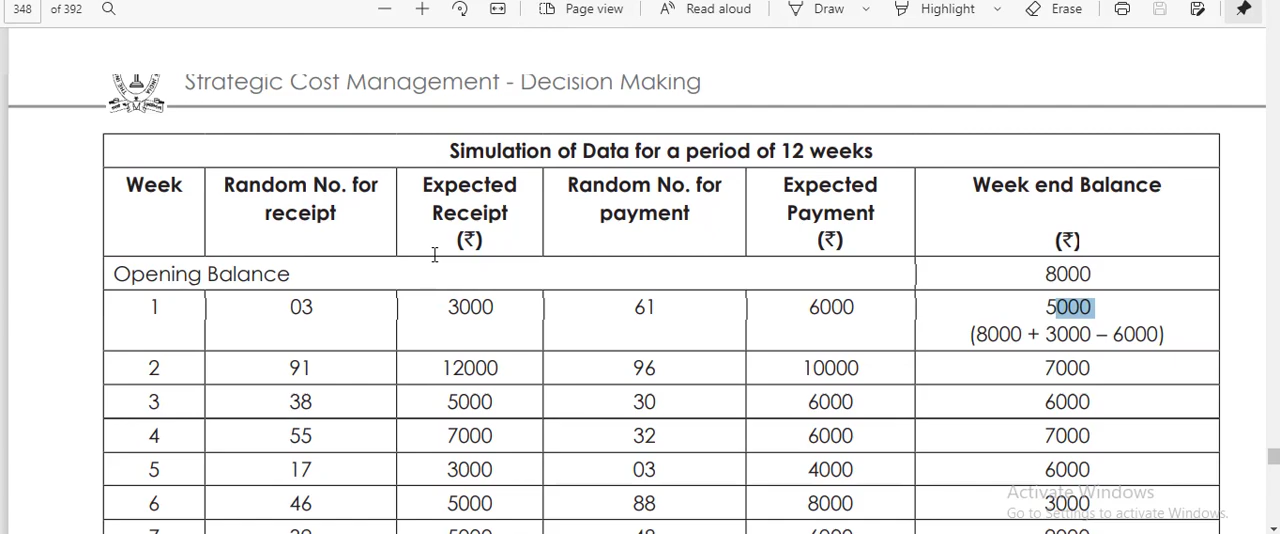 348 of 392 Page view Read aloud Draw Highlight Erase
Strategic Cost Management - Decision Making
Simulation of Data for a period of 12 weeks
Week Random No. for receipt Expected Receipt (₹) Random No. for payment Expected Payment (₹) Week end Balance (₹)
Opening Balance 8000
1 03 3000 61 6000 5000
(8000 + 3000 – 6000)
2 91 12000 96 10000 7000
3 38 5000 30 6000 6000
4 55 7000 32 6000 7000
5 17 3000 03 4000 6000
Activate Windows
6 46 5000 88 8000 3000
Go to Settings to activate Windows.